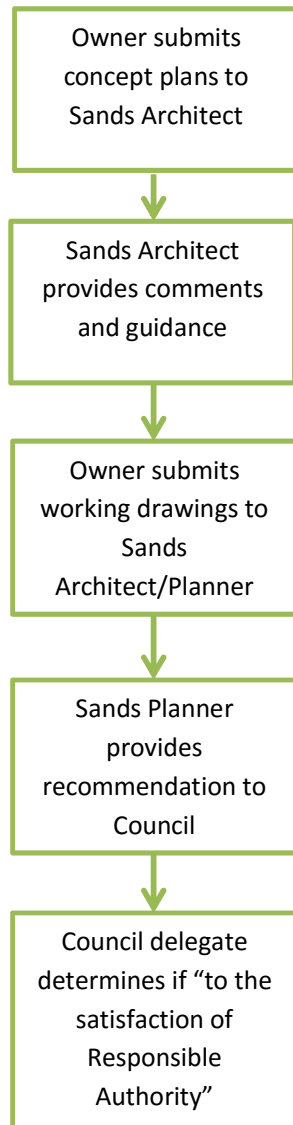 Owner submits
concept plans to
Sands Architect
Sands Architect
provides comments
and guidance
Owner submits
working drawings to
Sands
Architect/Planner
Sands Planner
provides
recommendation to
Council
Council delegate
determines if “to the
satisfaction of
Responsible
Authority”